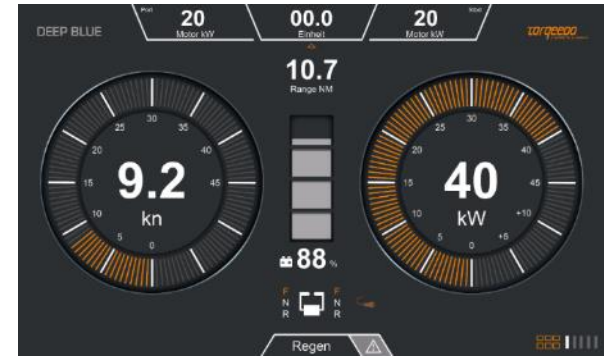 DEEP BLUE
Port
20
Motor kW
00.0
Einheit
Stbd
20
Motor kW
torqeedo
10.7
Range NM
0
5
10
15
20
25
30
35
40
45
9.2
kn
88 %
0
5
10
15
20
25
30
35
40
45
+10
+5
40
kW
F
N
R
F
N
R
Regen